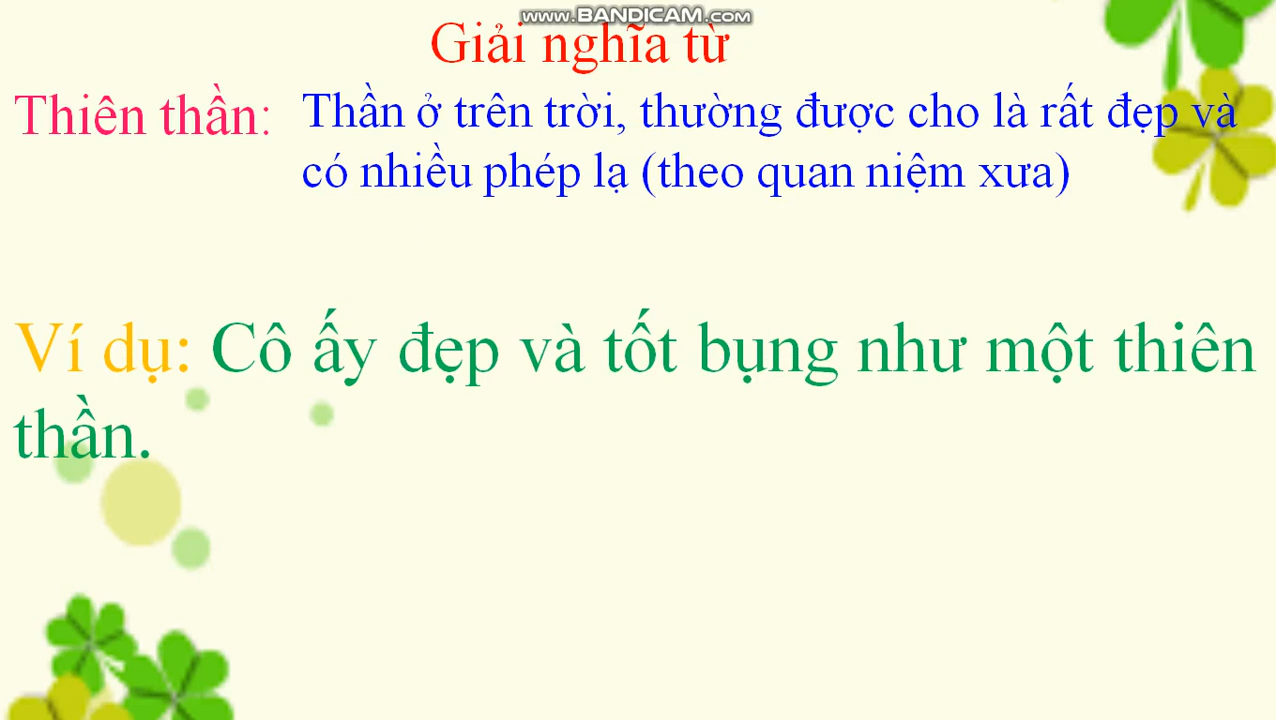 www.BANDICAM.com
Giải nghĩa từ
Thiên thần: Thần ở trên trời, thường được cho là rất đẹp và
có nhiều phép lạ (theo quan niệm xưa)
Ví dụ: Cô ấy đẹp và tốt bụng như một thiên
thần.